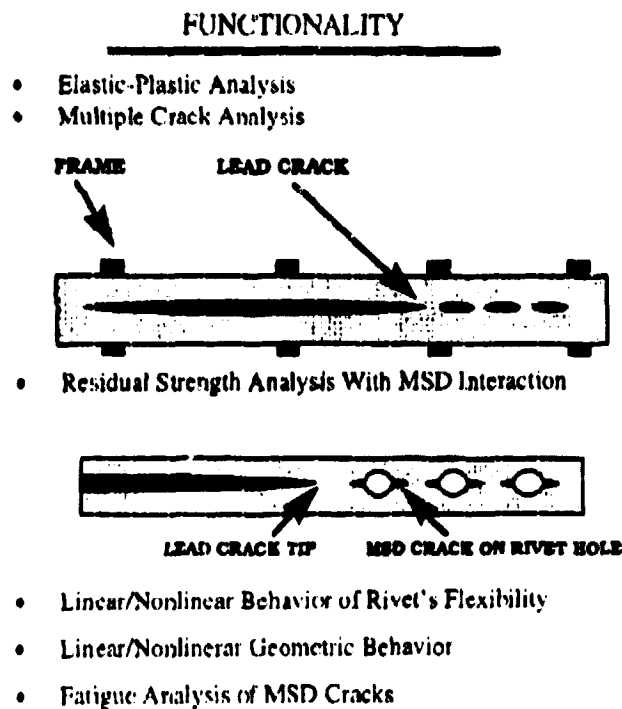 FUNCTIONALITY
• Elastic-Plastic Analysis
• Multiple Crack Analysis
FRAME LEAD CRACK
• Residual Strength Analysis With MSD Interaction
LEAD CRACK TIP MSD CRACK ON RIVET HOLE
• Linear/Nonlinear Behavior of Rivet's Flexibility
• Linear/Nonlinerar Geometric Behavior
• Fatigue Analysis of MSD Cracks